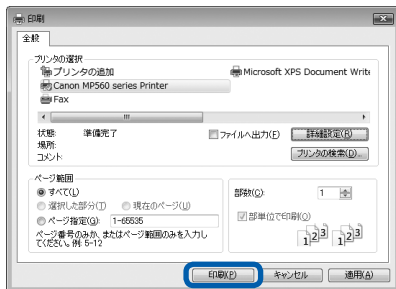 印刷
全般
プリンタの選択
プリンタの追加
Microsoft XPS Document Write
Canon MP560 series Printer
Fax
状態: 準備完了
ファイルへ出力(F)
詳細設定(R)
場所:
コメント:
プリンタの検索(D)...
ページ範囲
すべて(L)
選択した部分(T)
現在のページ(U)
ページ指定(G): 1-65535
ページ番号のみか、またはページ範囲のみを入力し
てください。例: 5-12
部数(C): 1
部単位で印刷(O)
1 2 3 1 2 3
印刷(P)
キャンセル
適用(A)